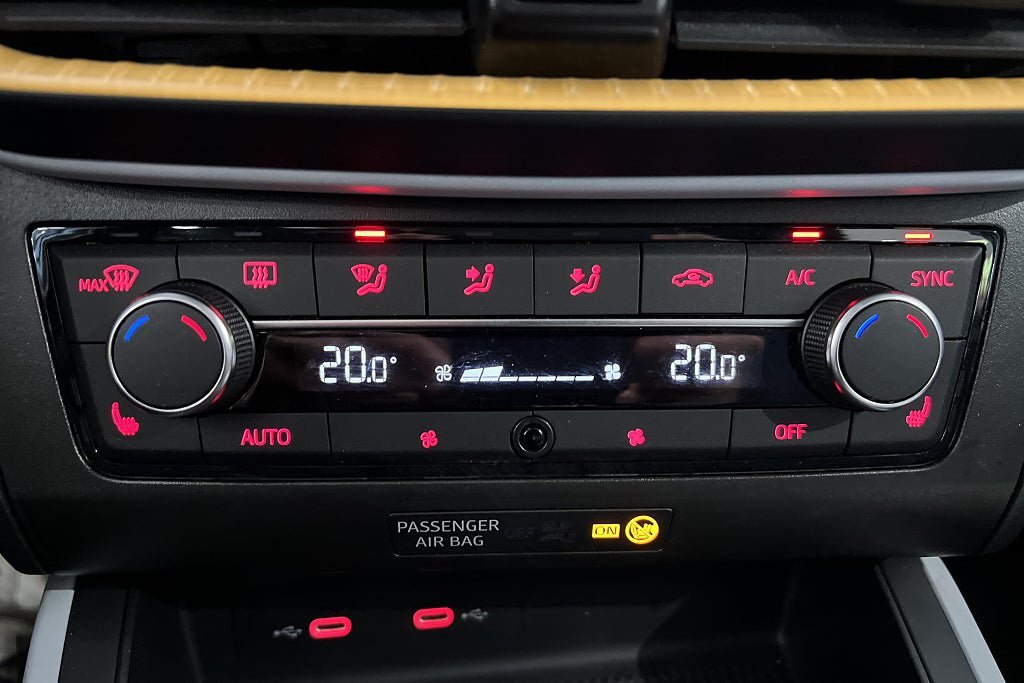 MAX
A/C
SYNC
20.0°
20.0°
AUTO
OFF
PASSENGER
AIR BAG
OFF
ON